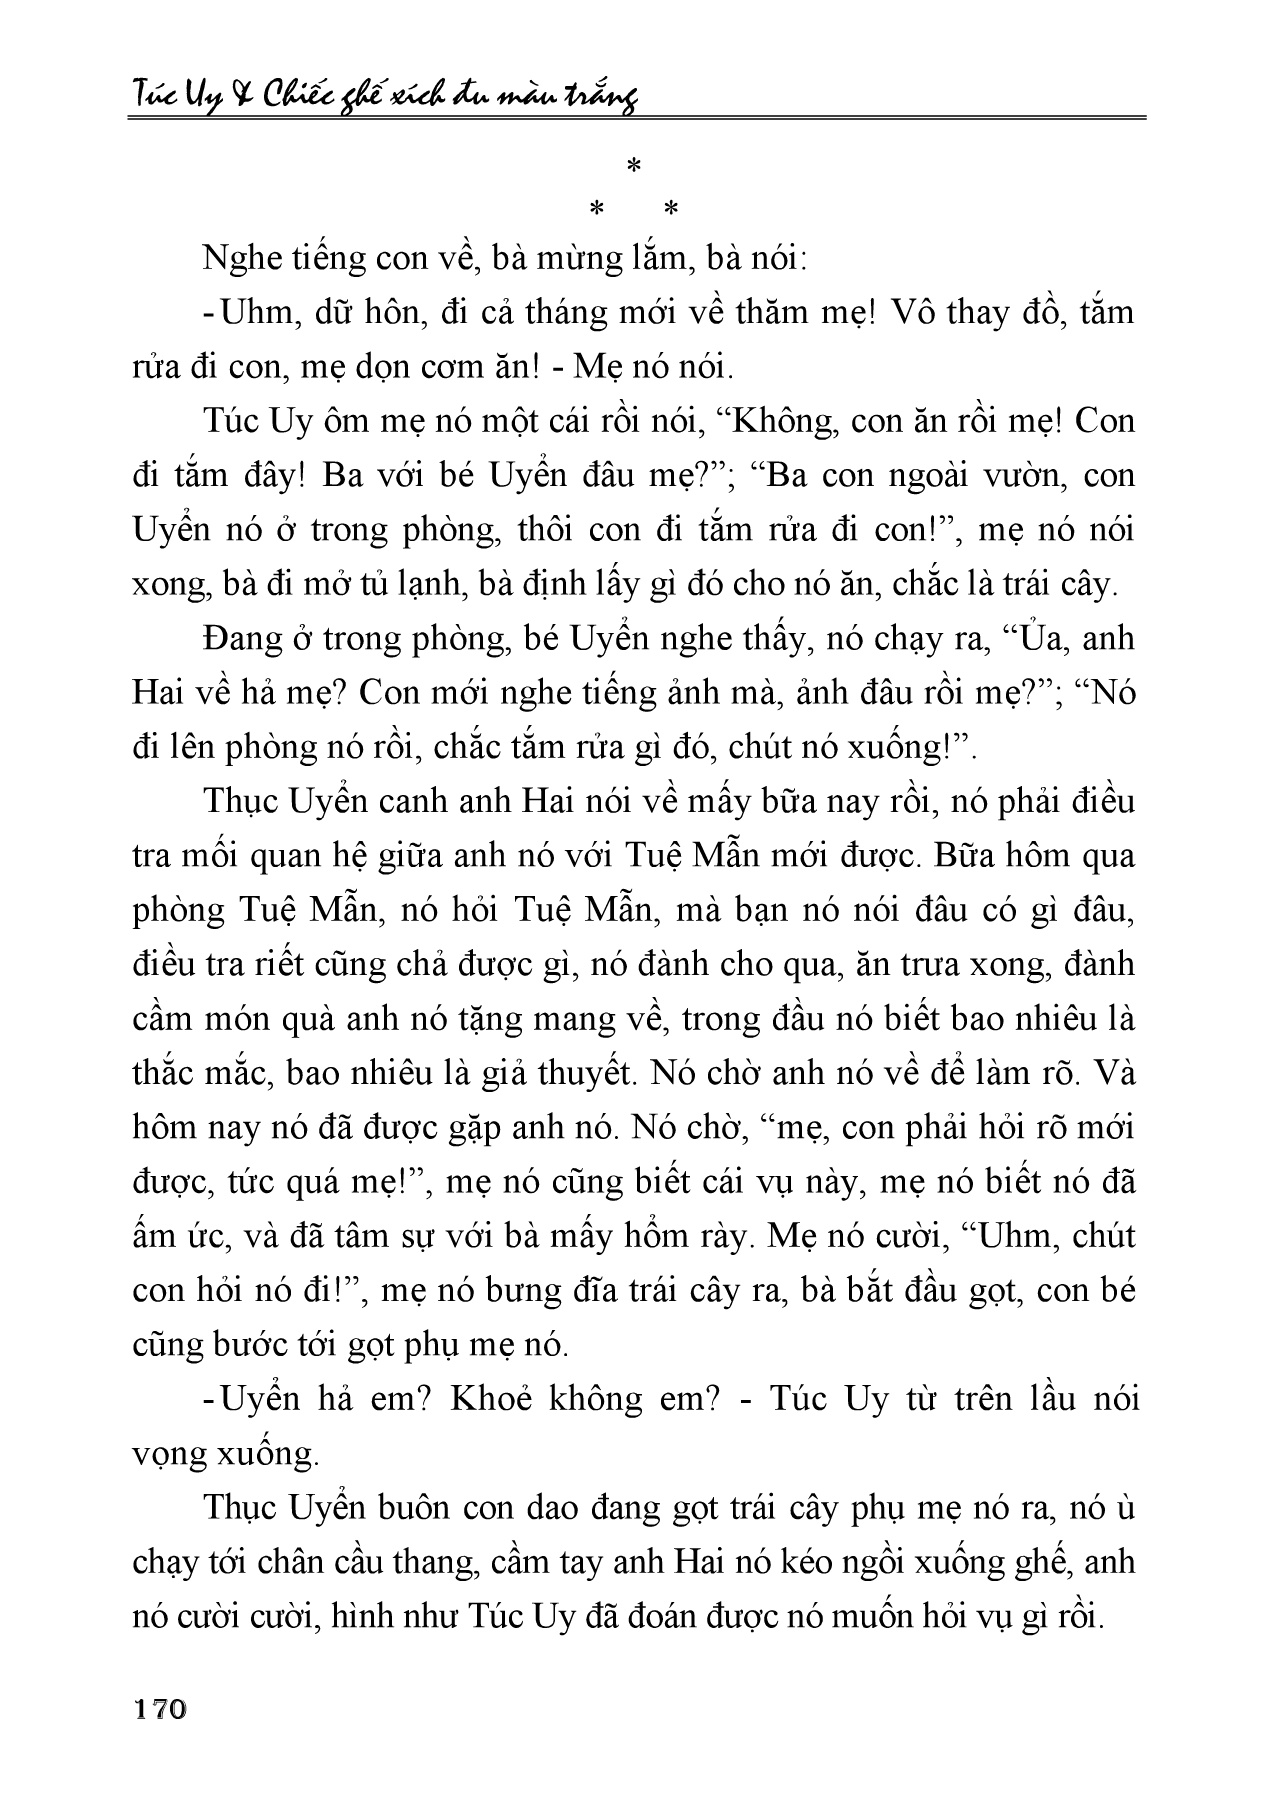 Túc Uy & Chiếc ghế xích đu màu trắng
*
* *
Nghe tiếng con về, bà mừng lắm, bà nói:
- Uhm, dữ hôn, đi cả tháng mới về thăm mẹ! Vô thay đồ, tắm
rửa đi con, mẹ dọn cơm ăn! - Mẹ nó nói.
Túc Uy ôm mẹ nó một cái rồi nói, “Không, con ăn rồi mẹ! Con
đi tắm đây! Ba với bé Uyển đâu mẹ?”; “Ba con ngoài vườn, con
Uyển nó ở trong phòng, thôi con đi tắm rửa đi con!”, mẹ nó nói
xong, bà đi mở tủ lạnh, bà định lấy gì đó cho nó ăn, chắc là trái cây.
Đang ở trong phòng, bé Uyển nghe thấy, nó chạy ra, “Ủa, anh
Hai về hả mẹ? Con mới nghe tiếng ảnh mà, ảnh đâu rồi mẹ?”; “Nó
đi lên phòng nó rồi, chắc tắm rửa gì đó, chút nó xuống!”.
Thục Uyển canh anh Hai nói về mấy bữa nay rồi, nó phải điều
tra mối quan hệ giữa anh nó với Tuệ Mẫn mới được. Bữa hôm qua
phòng Tuệ Mẫn, nó hỏi Tuệ Mẫn, mà bạn nó nói đâu có gì đâu,
điều tra riết cũng chả được gì, nó đành cho qua, ăn trưa xong, đành
cầm món quà anh nó tặng mang về, trong đầu nó biết bao nhiêu là
thắc mắc, bao nhiêu là giả thuyết. Nó chờ anh nó về để làm rõ. Và
hôm nay nó đã được gặp anh nó. Nó chờ, “mẹ, con phải hỏi rõ mới
được, tức quá mẹ!”, mẹ nó cũng biết cái vụ này, mẹ nó biết nó đã
ấm ức, và đã tâm sự với bà mấy hổm rày. Mẹ nó cười, “Uhm, chút
con hỏi nó đi!”, mẹ nó bưng đĩa trái cây ra, bà bắt đầu gọt, con bé
cũng bước tới gọt phụ mẹ nó.
- Uyển hả em? Khoẻ không em? - Túc Uy từ trên lầu nói
vọng xuống.
Thục Uyển buôn con dao đang gọt trái cây phụ mẹ nó ra, nó ù
chạy tới chân cầu thang, cầm tay anh Hai nó kéo ngồi xuống ghế, anh
nó cười cười, hình như Túc Uy đã đoán được nó muốn hỏi vụ gì rồi.
170